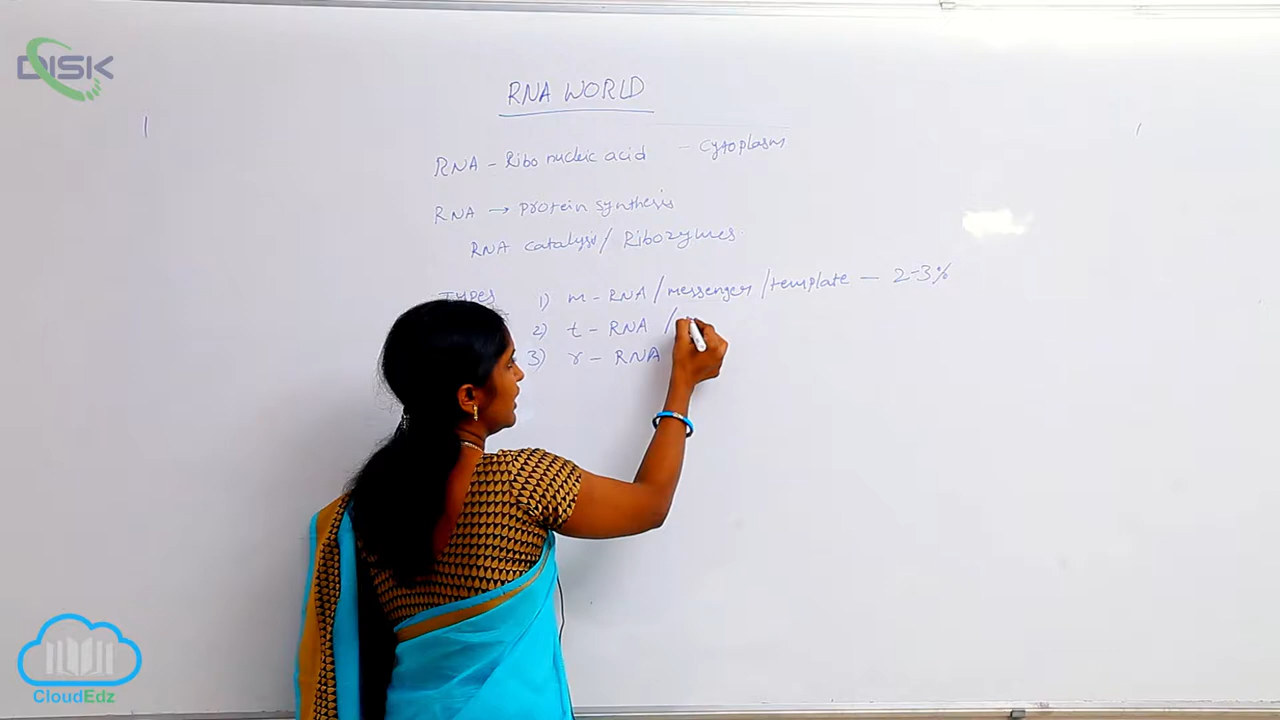 DISK
RNA WORLD
RNA - Ribo nucleic acid - Cytoplasm
RNA → Protein synthesis
RNA catalysis / Ribozymes
Types 1) m - RNA / messenger / template - 2-3%
2) t - RNA /
3) r - RNA
CloudEdz